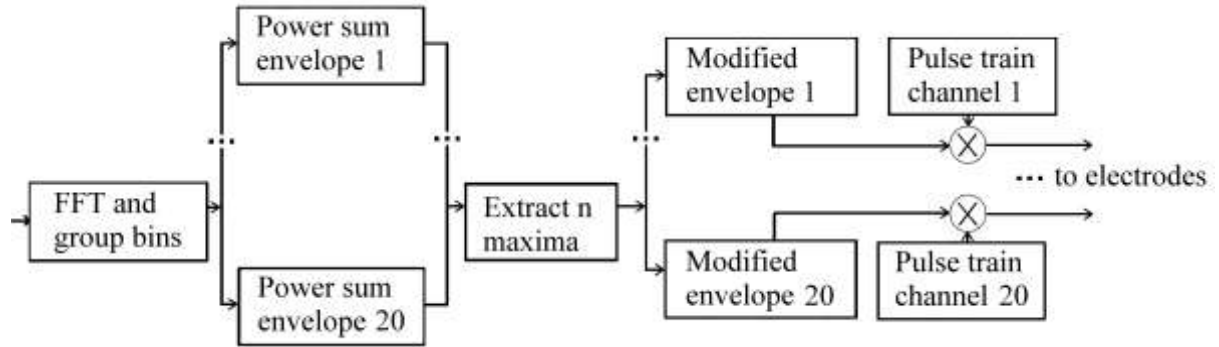 FFT and
group bins
Power sum
envelope 1
...
Power sum
envelope 20
...
Extract n
maxima
...
Modified
envelope 1
Pulse train
channel 1
X
... to electrodes
X
Modified
envelope 20
Pulse train
channel 20